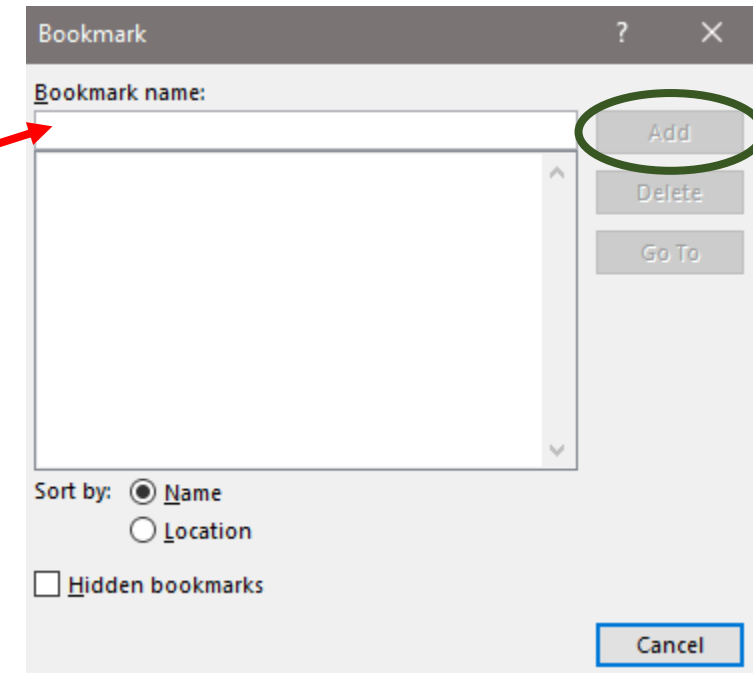 Bookmark ?
Bookmark name:
Add
Delete
Go To
Sort by: Name
Location
Hidden bookmarks
Cancel